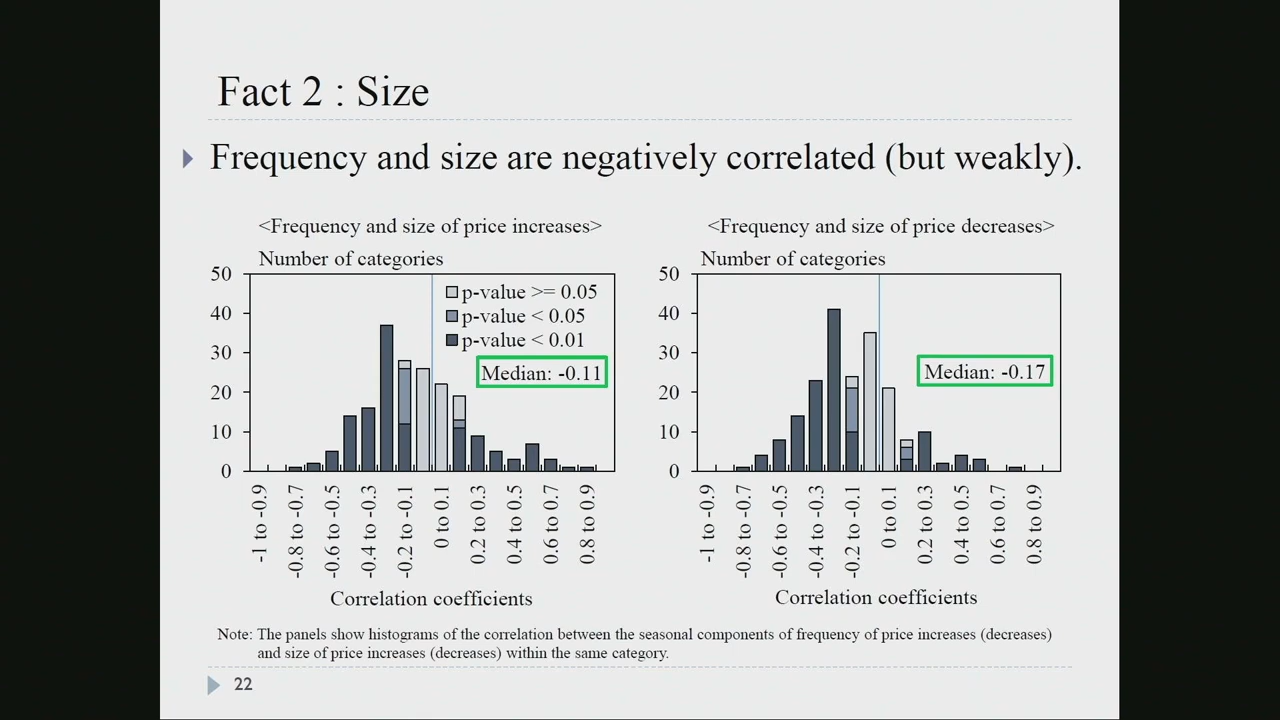 Fact 2 : Size
Frequency and size are negatively correlated (but weakly).
<Frequency and size of price increases>
Number of categories
50
40
30
20
10
0
p-value >= 0.05
p-value < 0.05
p-value < 0.01
Median: -0.11
-1 to -0.9
-0.8 to -0.7
-0.6 to -0.5
-0.4 to -0.3
-0.2 to -0.1
0 to 0.1
0.2 to 0.3
0.4 to 0.5
0.6 to 0.7
0.8 to 0.9
Correlation coefficients
<Frequency and size of price decreases>
Number of categories
50
40
30
20
10
0
Median: -0.17
-1 to -0.9
-0.8 to -0.7
-0.6 to -0.5
-0.4 to -0.3
-0.2 to -0.1
0 to 0.1
0.2 to 0.3
0.4 to 0.5
0.6 to 0.7
0.8 to 0.9
Correlation coefficients
Note: The panels show histograms of the correlation between the seasonal components of frequency of price increases (decreases)
and size of price increases (decreases) within the same category.
22